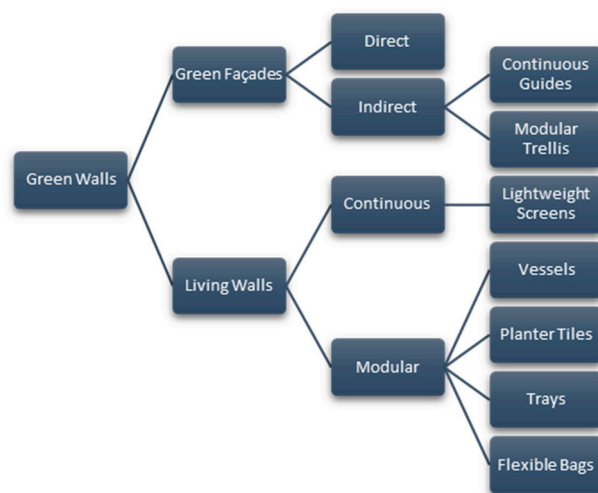 Green Walls
Green Façades
Direct
Indirect
Continuous
Guides
Modular
Trellis
Living Walls
Continuous
Lightweight
Screens
Modular
Vessels
Planter Tiles
Trays
Flexible Bags